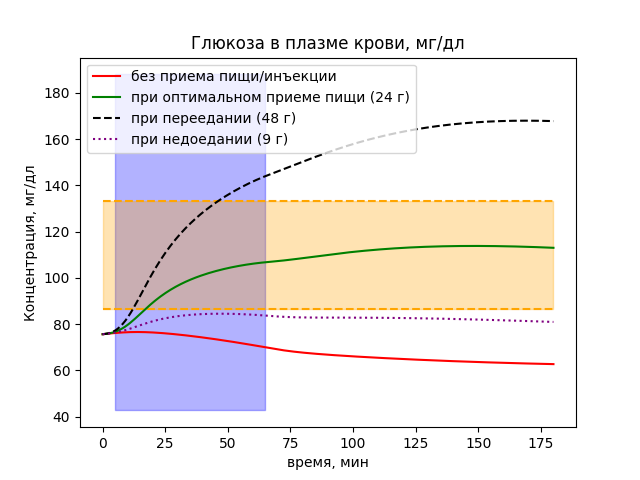 Глюкоза в плазме крови, мг/дл
без приема пищи/инъекции
при оптимальном приеме пищи (24 г)
при переедании (48 г)
при недоедании (9 г)
Концентрация, мг/дл
180
160
140
120
100
80
60
40
0 25 50 75 100 125 150 175
время, мин